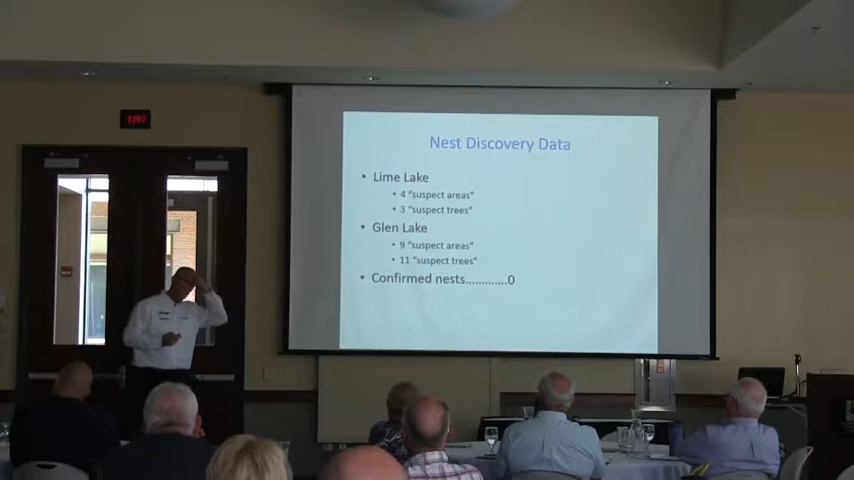 Nest Discovery Data
• Lime Lake
• 4 "suspect areas"
• 3 "suspect trees"
• Glen Lake
• 9 "suspect areas"
• 11 "suspect trees"
• Confirmed nests.............0